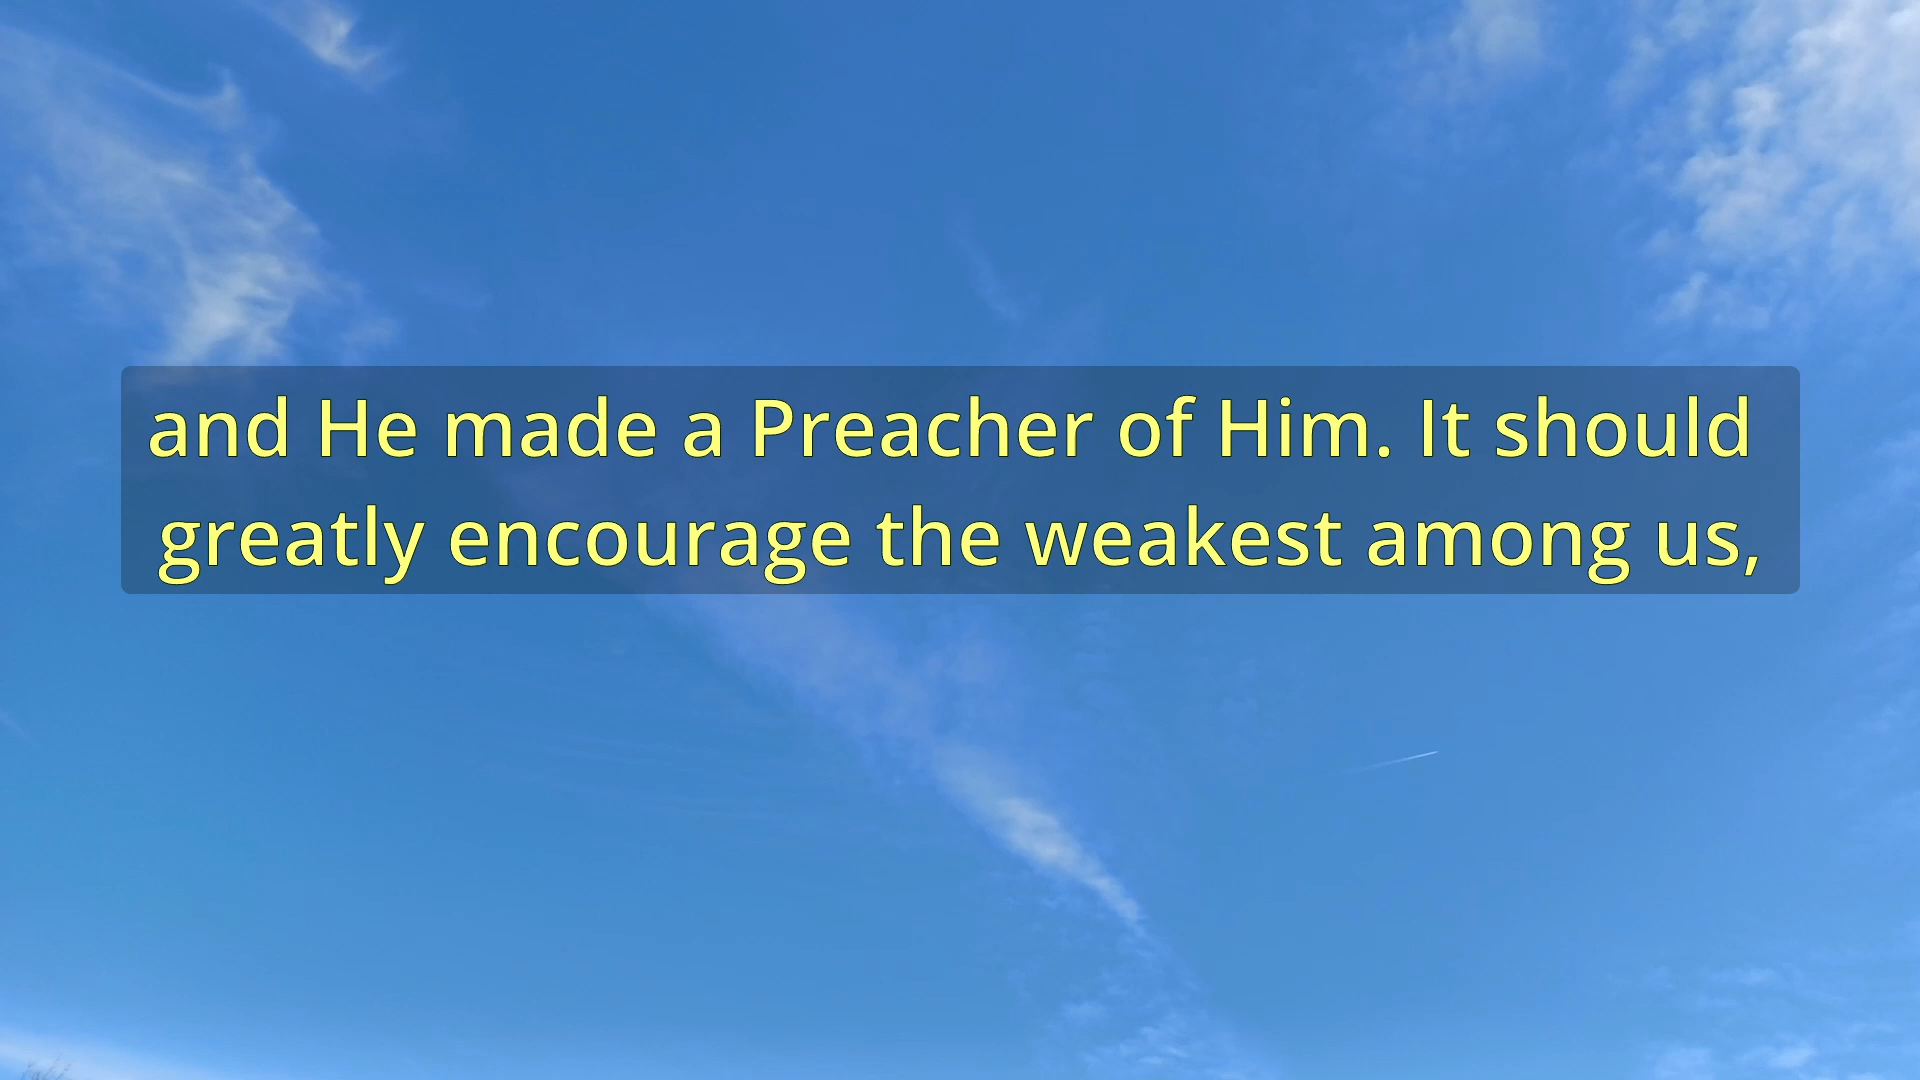 and He made a Preacher of Him. It should
greatly encourage the weakest among us,